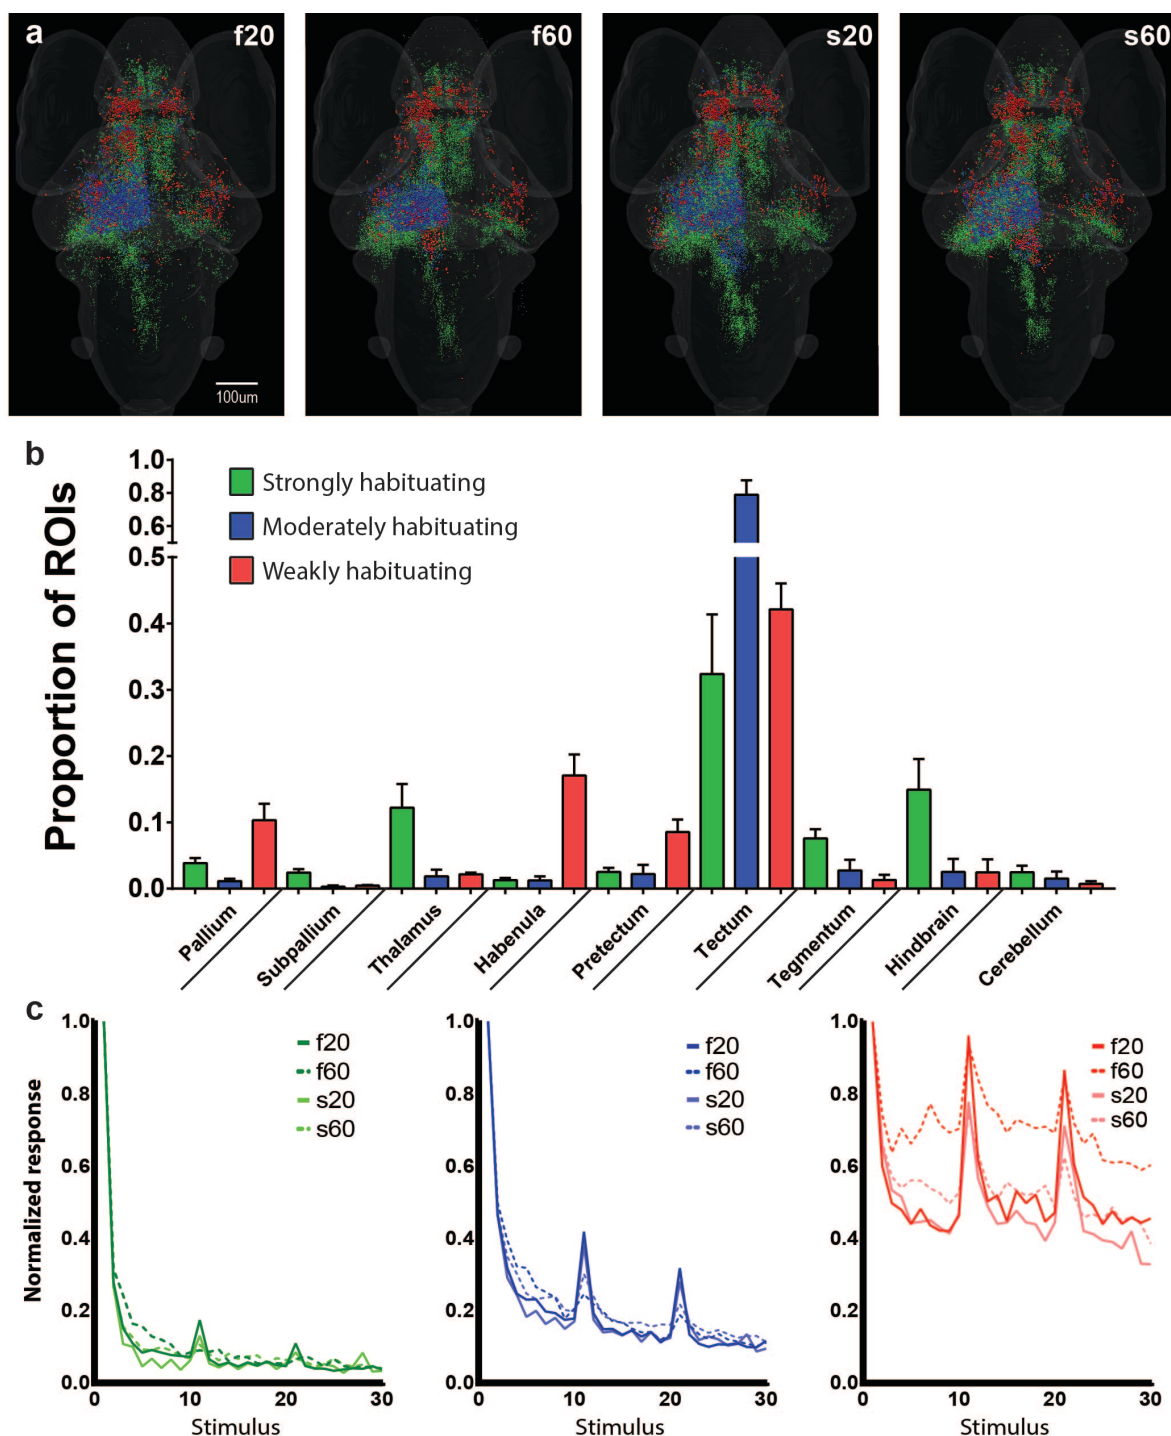 a
f20
f60
s20
s60
100um
b
Proportion of ROIs
1.0
0.8
0.6
0.5
0.4
0.3
0.2
0.1
0.0
Strongly habituating
Moderately habituating
Weakly habituating
Pallium
Subpallium
Thalamus
Habenula
Pretectum
Tectum
Tegmentum
Hindbrain
Cerebellum
c
Normalized response
1.0
0.8
0.6
0.4
0.2
0.0
0
10
20
30
Stimulus
f20
f60
s20
s60
1.0
0.8
0.6
0.4
0.2
0.0
0
10
20
30
Stimulus
f20
f60
s20
s60
1.0
0.8
0.6
0.4
0.2
0.0
0
10
20
30
Stimulus
f20
f60
s20
s60